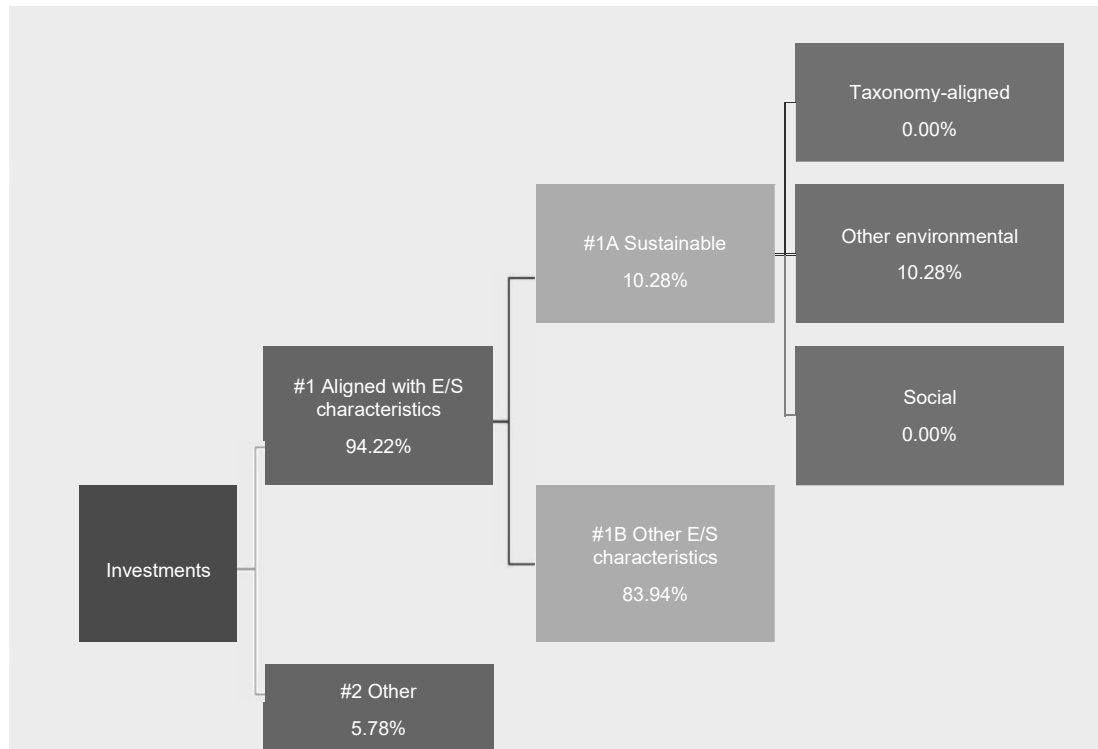 Taxonomy-aligned
0.00%
#1A Sustainable
10.28%
Other environmental
10.28%
#1 Aligned with E/S
characteristics
94.22%
Social
0.00%
Investments
#1B Other E/S
characteristics
83.94%
#2 Other
5.78%